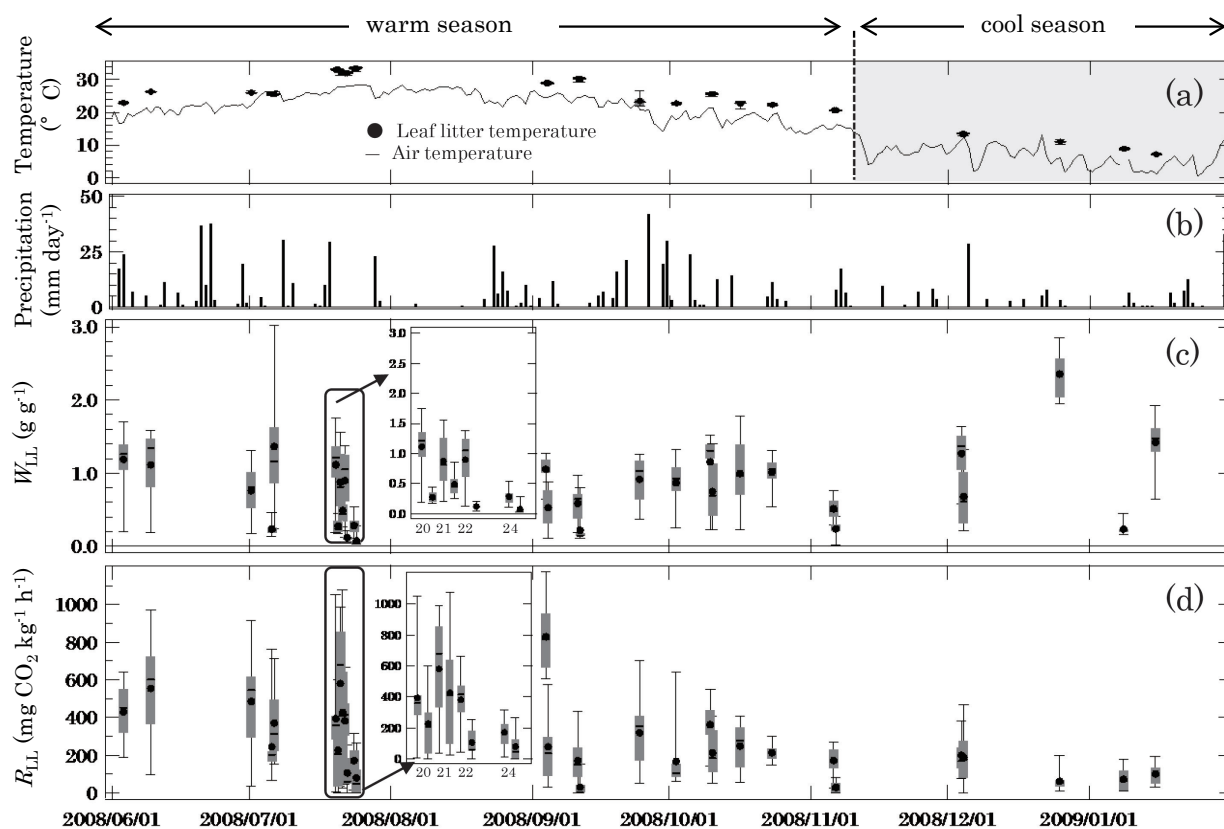 warm season
cool season
Temperature
(° C)
30
20
10
0
(a)
Leaf litter temperature
Air temperature
Precipitation
(mm day-1)
50
25
0
(b)
WLL (g g-1)
3.0
2.0
1.0
0.0
(c)
3.0
2.5
2.0
1.5
1.0
0.5
0.0
20 21 22 24
RLL (mg CO2 kg-1 h-1)
1000
800
600
400
200
0
(d)
1000
800
600
400
200
0
20 21 22 24
2008/06/01 2008/07/01 2008/08/01 2008/09/01 2008/10/01 2008/11/01 2008/12/01 2009/01/01